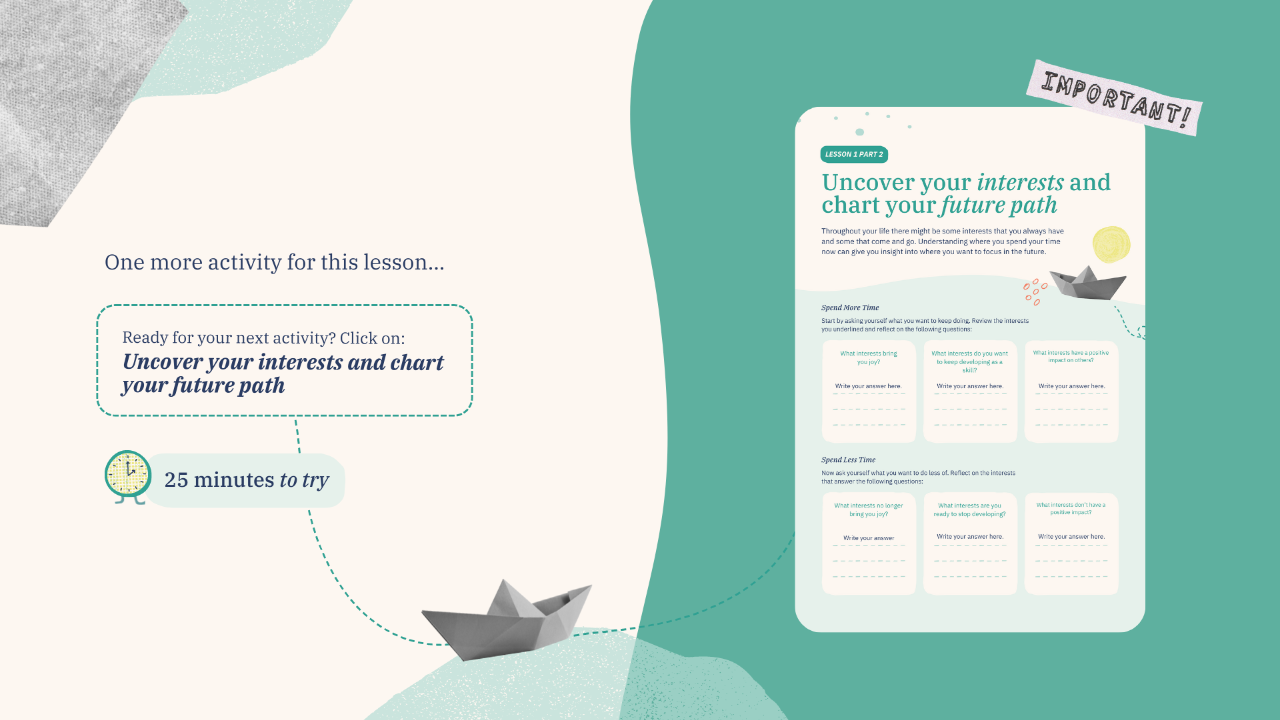 One more activity for this lesson...
Ready for your next activity? Click on:
Uncover your interests and chart
your future path
25 minutes to try
IMPORTANT!
LESSON 1 PART 2
Uncover your interests and
chart your future path
Throughout your life there might be some interests that you always have
and some that come and go. Understanding where you spend your time
now can give you insight into where you want to focus in the future.
Spend More Time
Start by asking yourself what you want to keep doing. Review the interests
you underlined and reflect on the following questions:
What interests bring
you joy?
Write your answer here.
What interests do you want
to keep developing as a
skill?
Write your answer here.
What interests have a positive
impact on others?
Write your answer here.
Spend Less Time
Now ask yourself what you want to do less of. Reflect on the interests
that answer the following questions:
What interests no longer
bring you joy?
Write your answer
What interests are you
ready to stop developing?
Write your answer here.
What interests don't have a
positive impact?
Write your answer here.